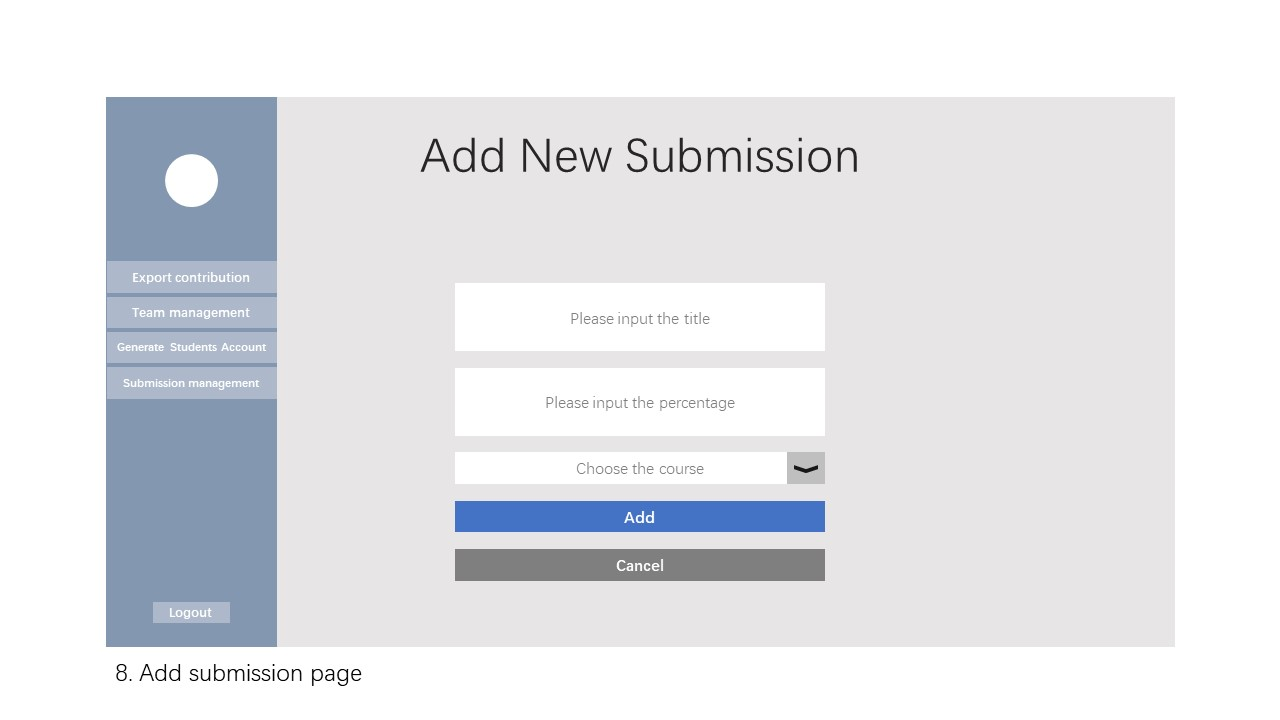 Add New Submission
Export contribution
Team management
Generate Students Account
Submission management
Logout
Please input the title
Please input the percentage
Choose the course
Add
Cancel
8. Add submission page